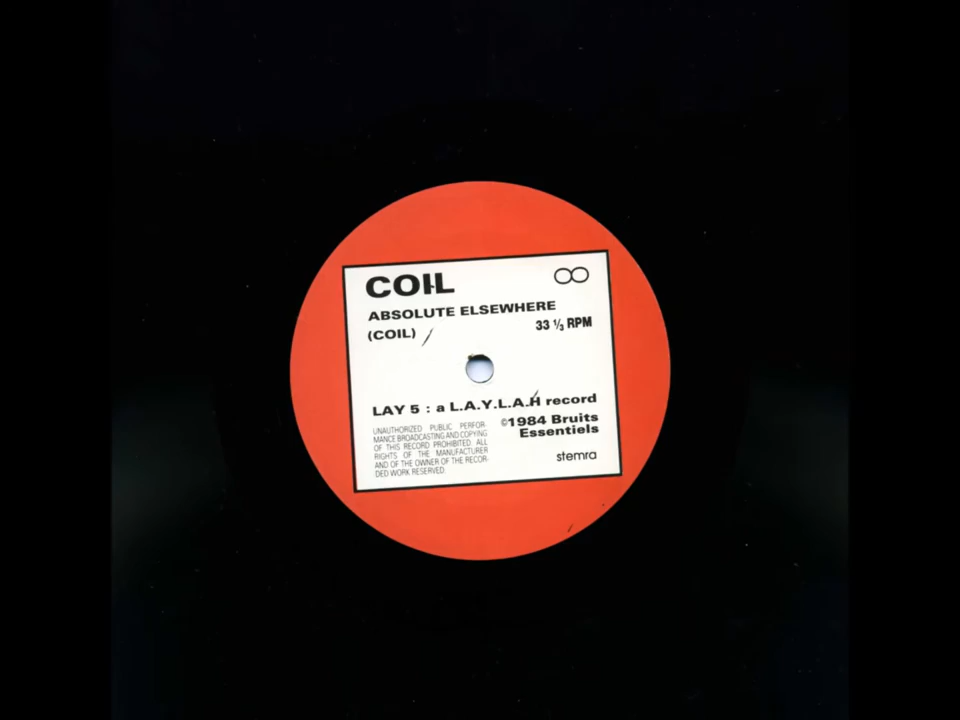 COIL
∞
ABSOLUTE ELSEWHERE
(COIL)
33 ⅓ RPM
LAY 5 : a L.A.Y.L.A.H record
UNAUTHORIZED PUBLIC PERFOR-
MANCE BROADCASTING AND COPYING
OF THIS RECORD PROHIBITED. ALL
RIGHTS OF THE MANUFACTURER
AND OF THE OWNER OF THE RECOR-
DED WORK RESERVED.
©1984 Bruits
Essentiels
stemra